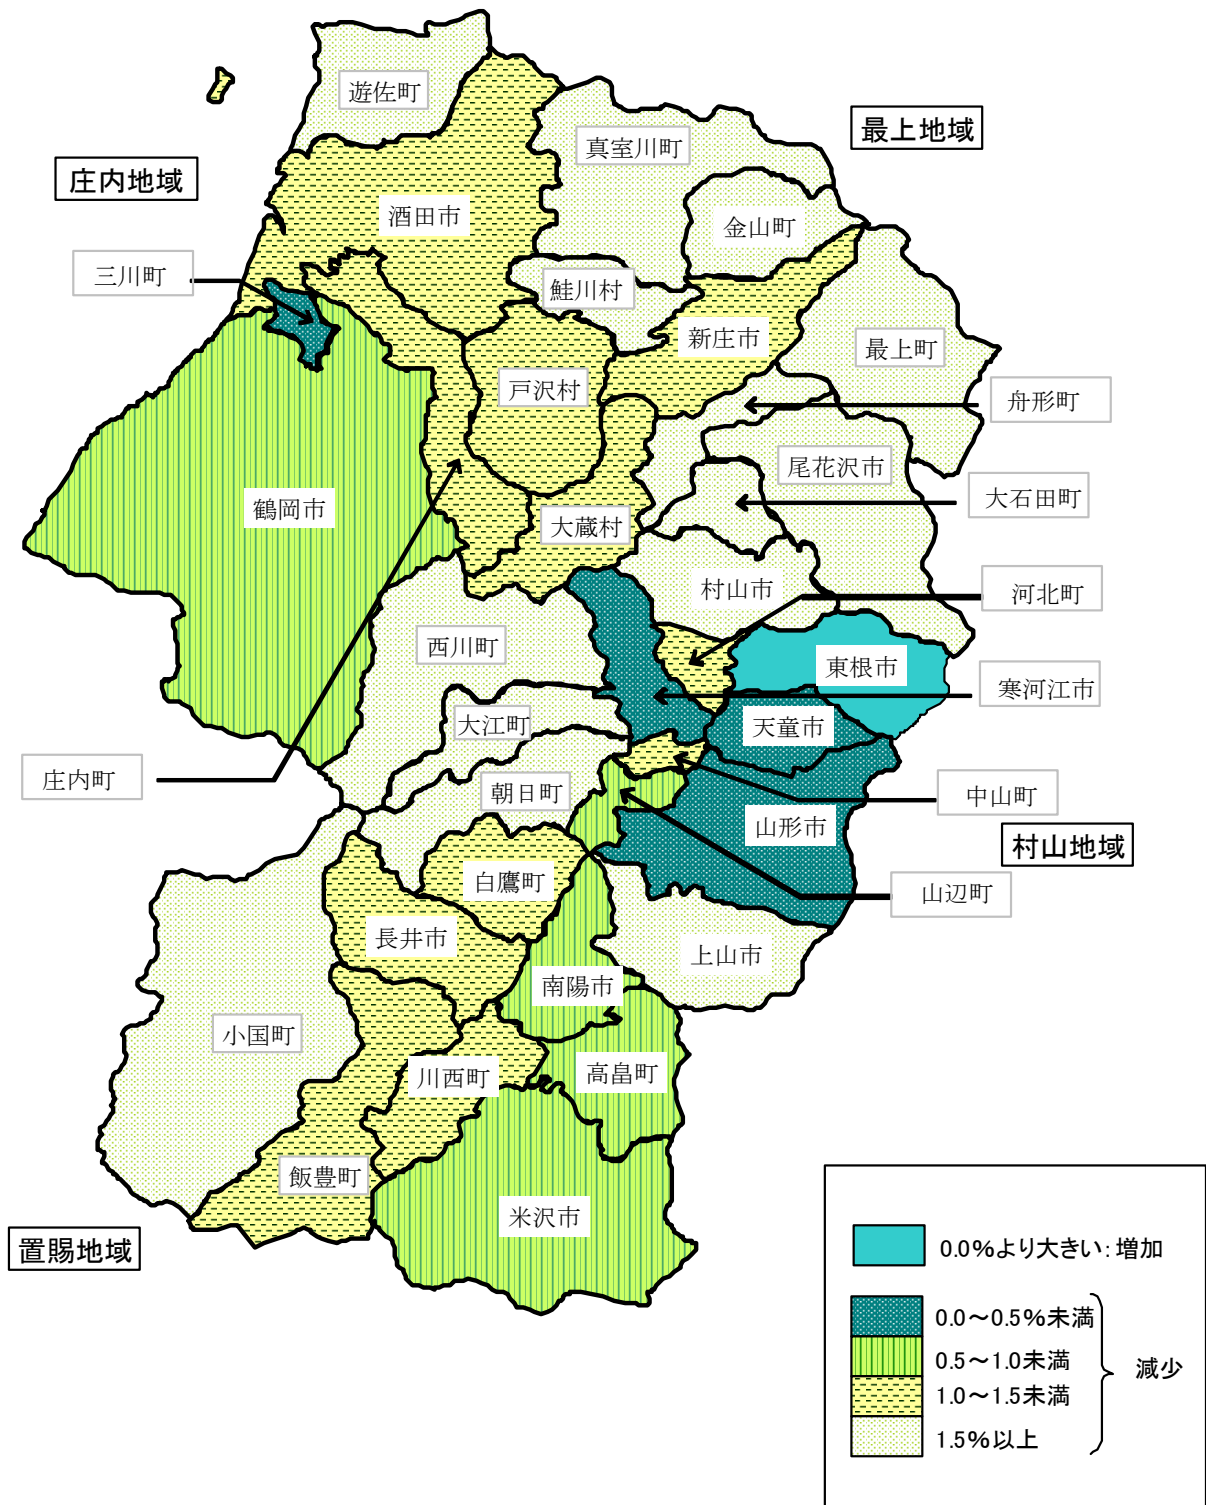 遊佐町
最上地域
真室川町
庄内地域
酒田市
金山町
三川町
鮭川村
新庄市
最上町
戸沢村
舟形町
尾花沢市
鶴岡市
大石田町
大蔵村
村山市
河北町
西川町
東根市
寒河江市
大江町
天童市
庄内町
朝日町
中山町
山形市
村山地域
白鷹町
山辺町
長井市
上山市
南陽市
小国町
川西町
高畠町
飯豊町
米沢市
置賜地域
0.0%より大きい:増加
0.0～0.5%未満
0.5～1.0未満
減少
1.0～1.5未満
1.5%以上